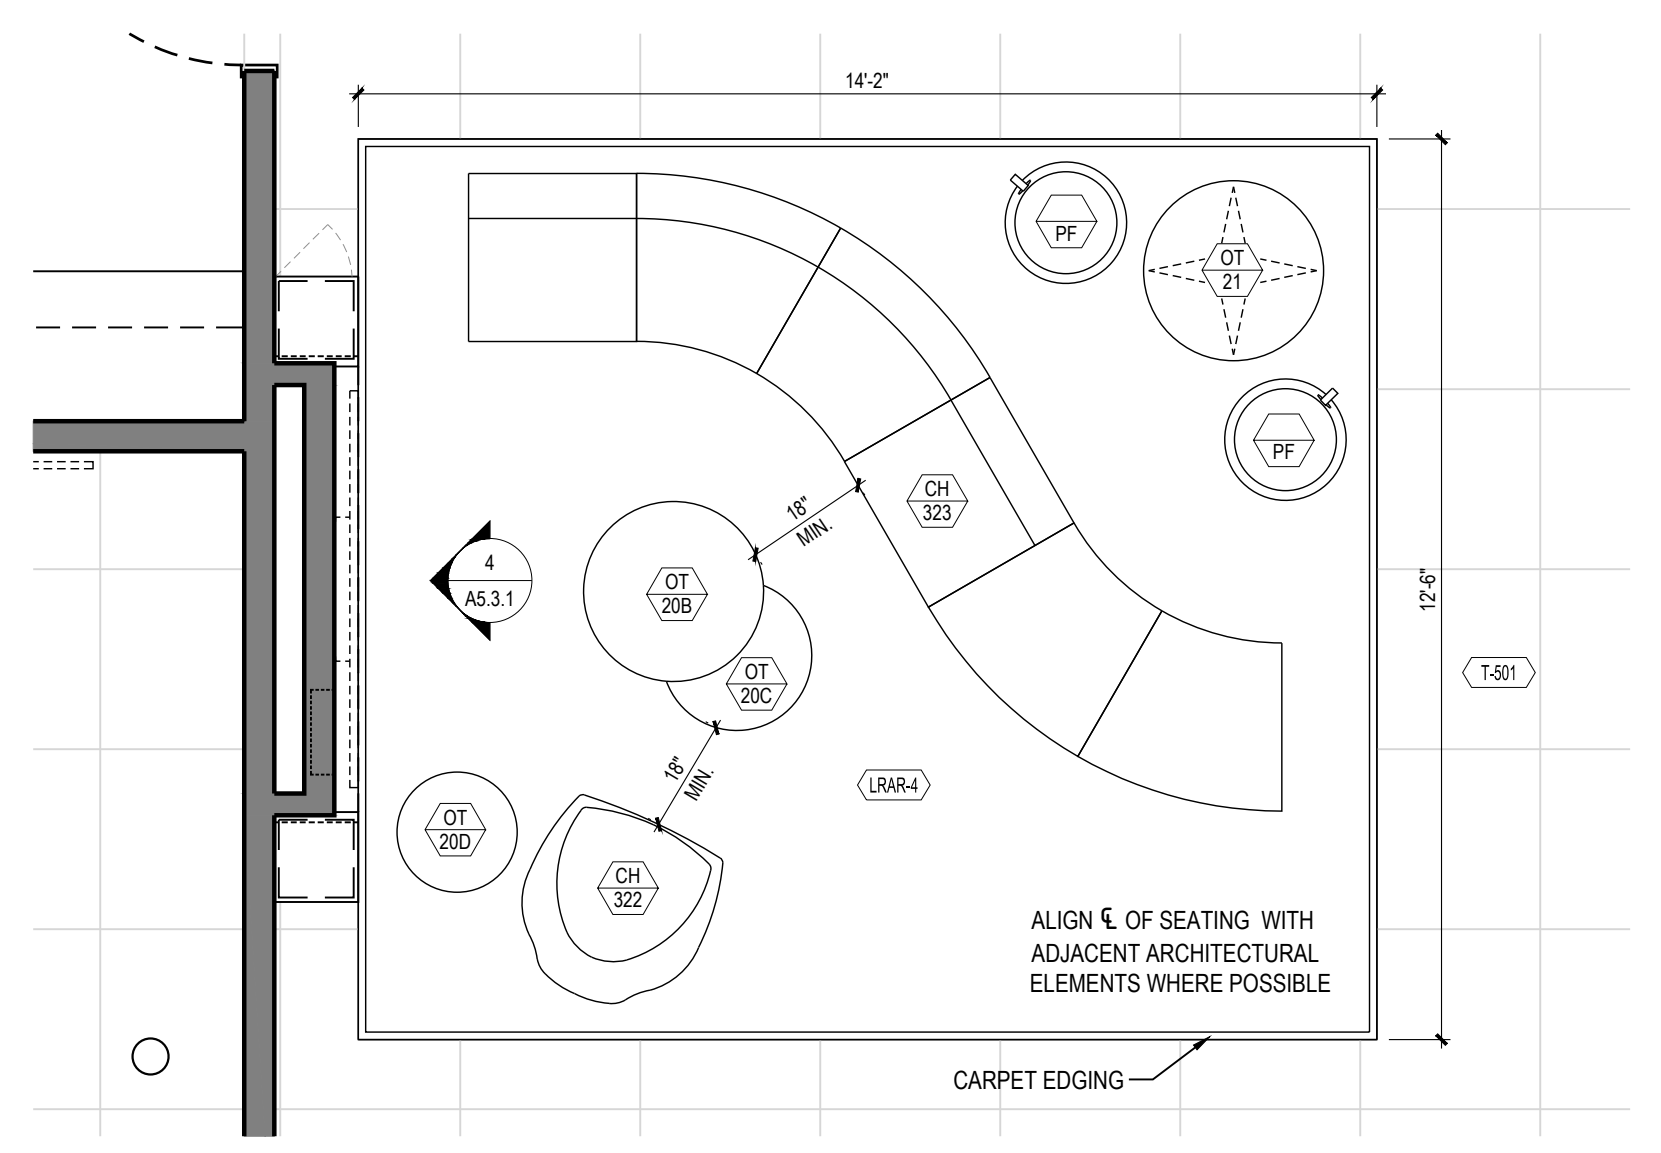 14'-2"
PF
OT
21
PF
CH
323
18"
MIN.
4
A5.3.1
OT
20B
12'-6"
OT
20C
T-501
18"
MIN.
LRAR-4
OT
20D
CH
322
ALIGN ℄ OF SEATING WITH
ADJACENT ARCHITECTURAL
ELEMENTS WHERE POSSIBLE
CARPET EDGING